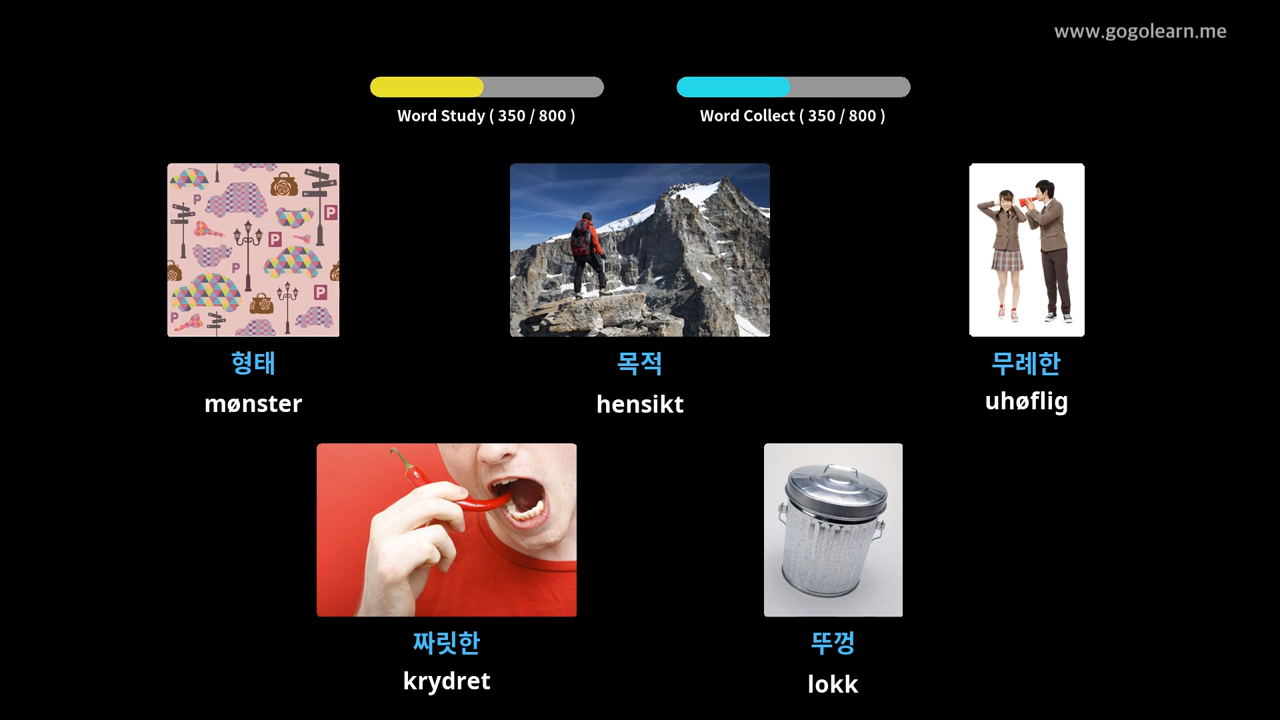 www.gogolearn.me
Word Study ( 350 / 800 )
Word Collect ( 350 / 800 )
P
P
P
P
P
P
형태
mønster
목적
hensikt
무례한
uhøflig
짜릿한
krydret
뚜껑
lokk